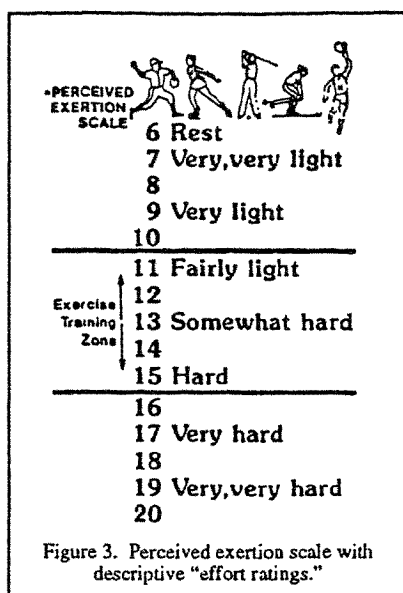 •PERCEIVED
EXERTION
SCALE
6 Rest
7 Very,very light
8
9 Very light
10
11 Fairly light
12
Exercise
Training
Zone
13 Somewhat hard
14
15 Hard
16
17 Very hard
18
19 Very,very hard
20
Figure 3. Perceived exertion scale with
descriptive “effort ratings.”